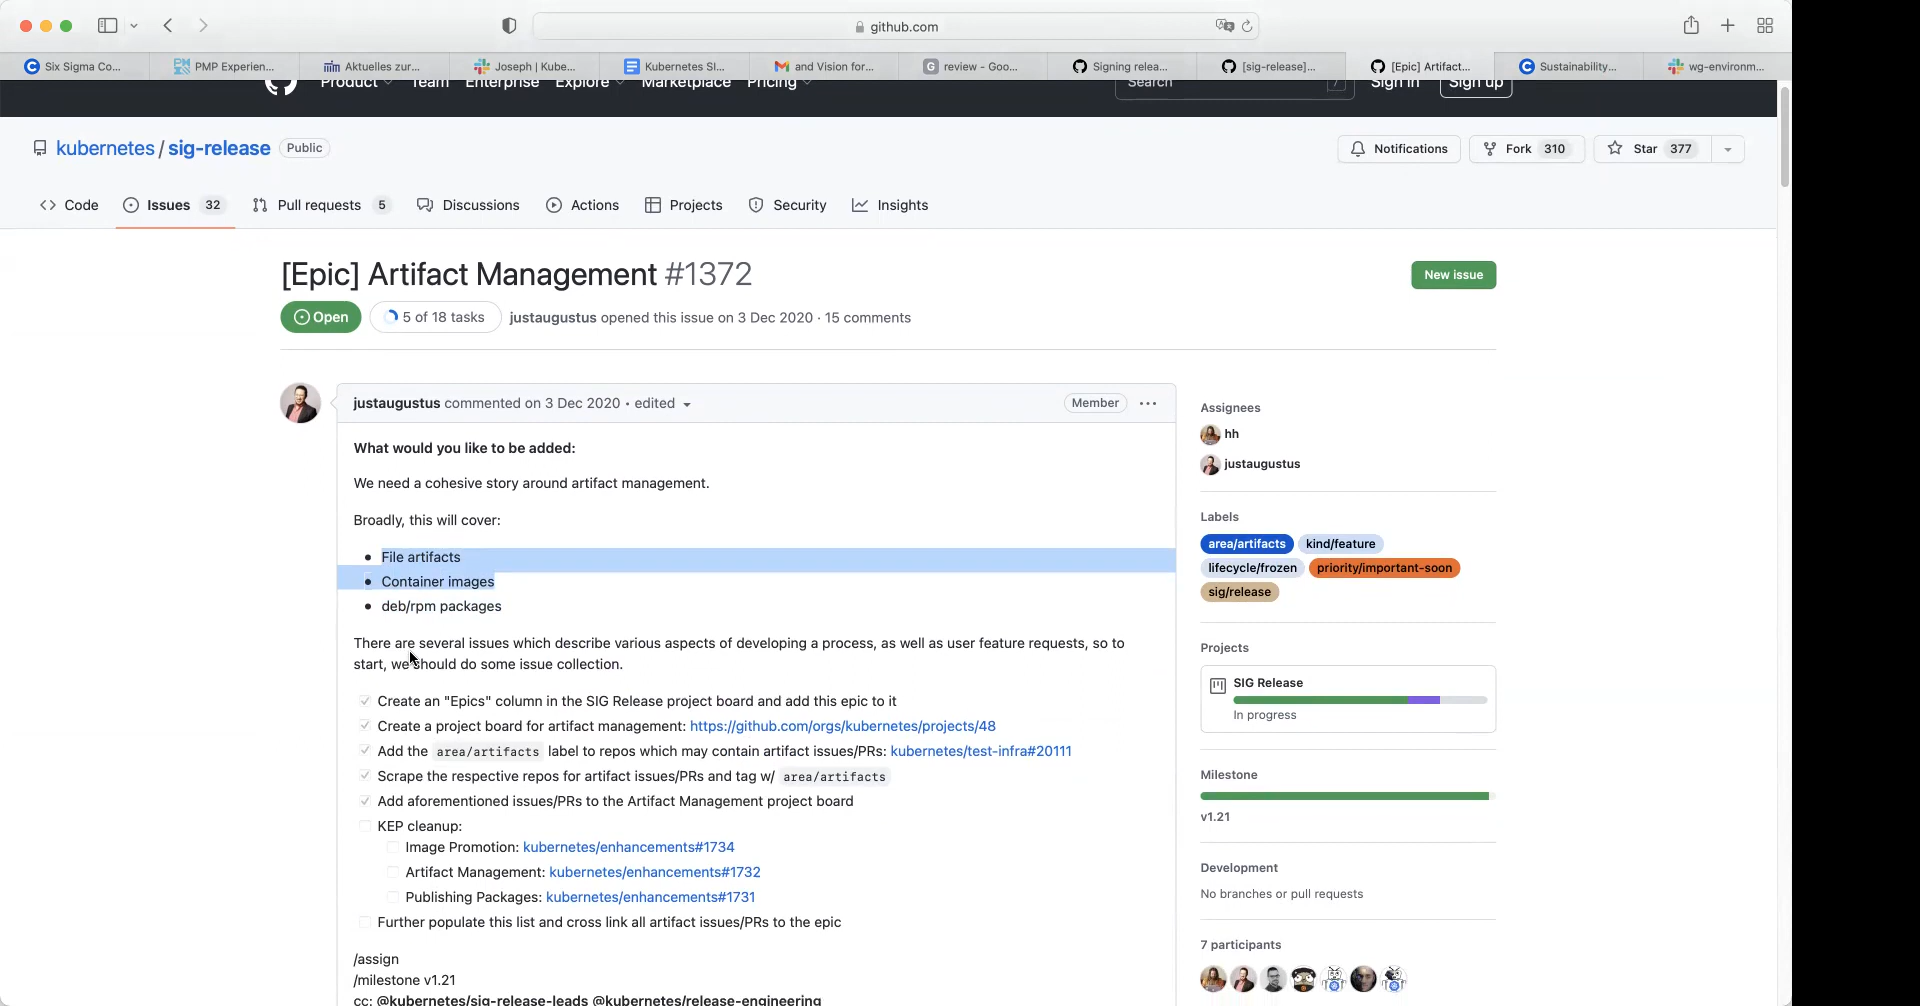 github.com
Six Sigma Co...
PMP Experien...
Aktuelles zur...
Joseph | Kube...
Kubernetes SI...
and Vision for...
review - Goo...
Signing relea...
[sig-release]...
[Epic] Artifact...
Sustainability...
wg-environm...
Product Team Enterprise Explore Marketplace Pricing Search / Sign in Sign up
kubernetes / sig-release Public
Notifications Fork 310 Star 377
Code Issues 32 Pull requests 5 Discussions Actions Projects Security Insights
[Epic] Artifact Management #1372
New issue
Open 5 of 18 tasks justaugustus opened this issue on 3 Dec 2020 · 15 comments
justaugustus commented on 3 Dec 2020 • edited Member
What would you like to be added:
We need a cohesive story around artifact management.
Broadly, this will cover:
• File artifacts
• Container images
• deb/rpm packages
There are several issues which describe various aspects of developing a process, as well as user feature requests, so to
start, we should do some issue collection.
Create an "Epics" column in the SIG Release project board and add this epic to it
Create a project board for artifact management: https://github.com/orgs/kubernetes/projects/48
Add the area/artifacts label to repos which may contain artifact issues/PRs: kubernetes/test-infra#20111
Scrape the respective repos for artifact issues/PRs and tag w/ area/artifacts
Add aforementioned issues/PRs to the Artifact Management project board
KEP cleanup:
Image Promotion: kubernetes/enhancements#1734
Artifact Management: kubernetes/enhancements#1732
Publishing Packages: kubernetes/enhancements#1731
Further populate this list and cross link all artifact issues/PRs to the epic
/assign
/milestone v1.21
cc: @kubernetes/sig-release-leads @kubernetes/release-engineering
Assignees
hh
justaugustus
Labels
area/artifacts kind/feature
lifecycle/frozen priority/important-soon
sig/release
Projects
SIG Release
In progress
Milestone
v1.21
Development
No branches or pull requests
7 participants